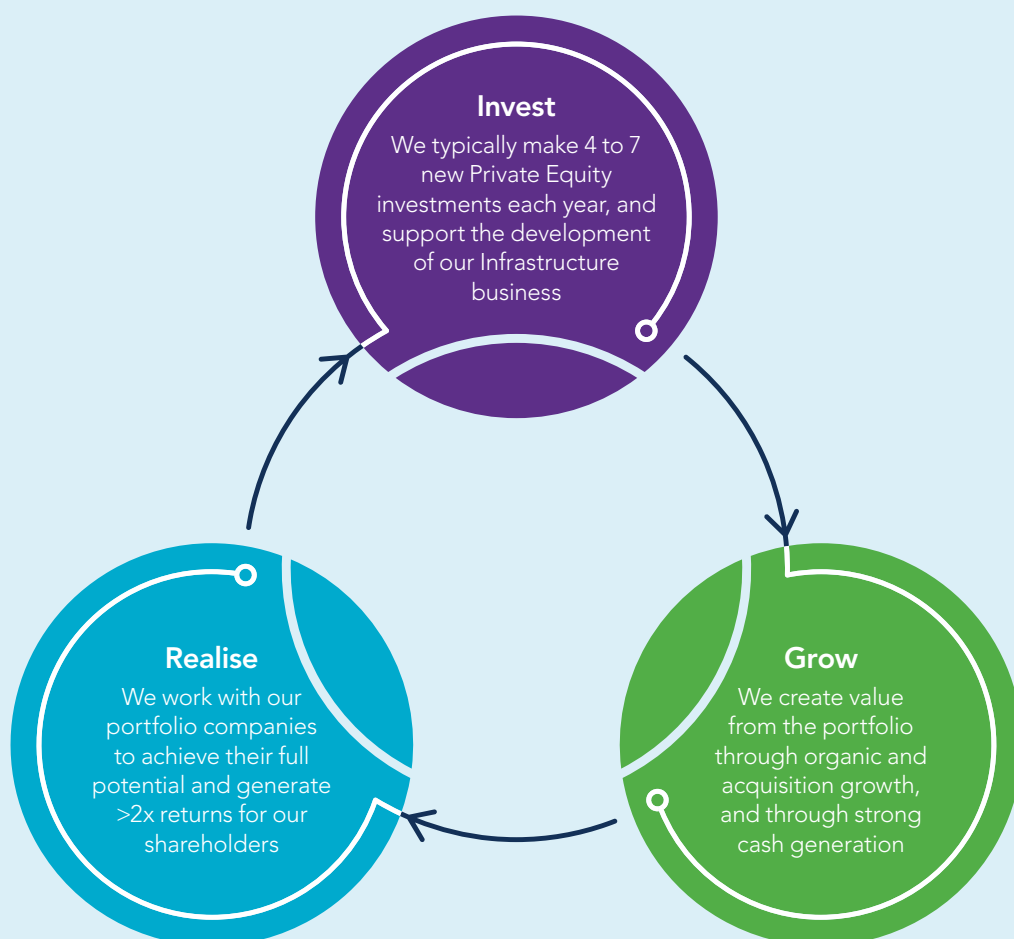 Invest
We typically make 4 to 7
new Private Equity
investments each year, and
support the development
of our Infrastructure
business
Grow
We create value
from the portfolio
through organic and
acquisition growth,
and through strong
cash generation
Realise
We work with our
portfolio companies
to achieve their full
potential and generate
>2x returns for our
shareholders